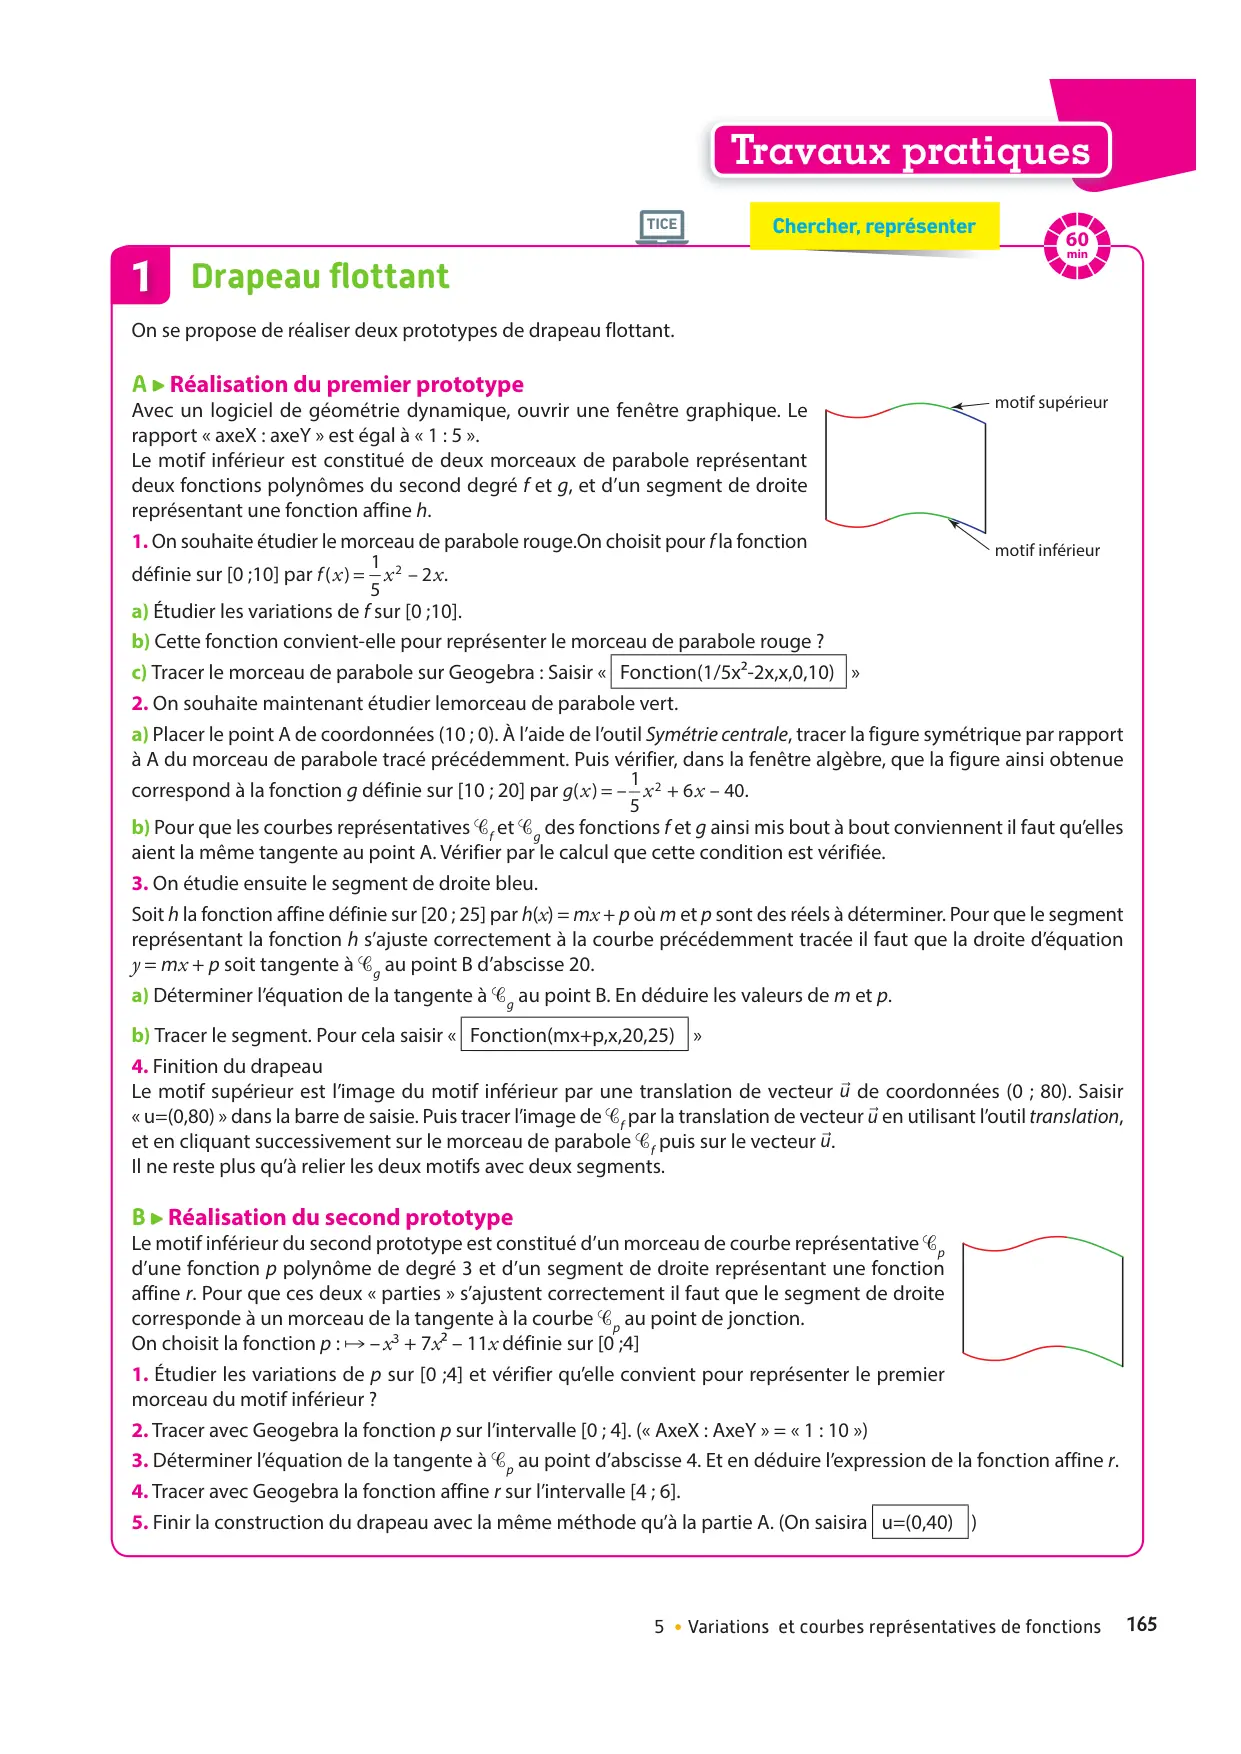 Travaux pratiques
TICE
Chercher, représenter
60
min
1 Drapeau flottant
On se propose de réaliser deux prototypes de drapeau flottant.
A Réalisation du premier prototype
Avec un logiciel de géométrie dynamique, ouvrir une fenêtre graphique. Le
rapport « axeX : axeY » est égal à « 1 : 5 ».
Le motif inférieur est constitué de deux morceaux de parabole représentant
deux fonctions polynômes du second degré f et g, et d’un segment de droite
représentant une fonction affine h.
motif supérieur
motif inférieur
1. On souhaite étudier le morceau de parabole rouge.On choisit pour f la fonction
définie sur [0 ;10] par f(x) = 1/5 x² – 2x.
a) Étudier les variations de f sur [0 ;10].
b) Cette fonction convient-elle pour représenter le morceau de parabole rouge ?
c) Tracer le morceau de parabole sur Geogebra : Saisir « Fonction(1/5x²-2x,x,0,10) »
2. On souhaite maintenant étudier lemorceau de parabole vert.
a) Placer le point A de coordonnées (10 ; 0). À l’aide de l’outil Symétrie centrale, tracer la figure symétrique par rapport
à A du morceau de parabole tracé précédemment. Puis vérifier, dans la fenêtre algèbre, que la figure ainsi obtenue
correspond à la fonction g définie sur [10 ; 20] par g(x) = – 1/5 x² + 6x – 40.
b) Pour que les courbes représentatives 𝒞f et 𝒞g des fonctions f et g ainsi mis bout à bout conviennent il faut qu’elles
aient la même tangente au point A. Vérifier par le calcul que cette condition est vérifiée.
3. On étudie ensuite le segment de droite bleu.
Soit h la fonction affine définie sur [20 ; 25] par h(x) = mx + p où m et p sont des réels à déterminer. Pour que le segment
représentant la fonction h s’ajuste correctement à la courbe précédemment tracée il faut que la droite d’équation
y = mx + p soit tangente à 𝒞g au point B d’abscisse 20.
a) Déterminer l’équation de la tangente à 𝒞g au point B. En déduire les valeurs de m et p.
b) Tracer le segment. Pour cela saisir « Fonction(mx+p,x,20,25) »
4. Finition du drapeau
Le motif supérieur est l’image du motif inférieur par une translation de vecteur u⃗ de coordonnées (0 ; 80). Saisir
« u=(0,80) » dans la barre de saisie. Puis tracer l’image de 𝒞f par la translation de vecteur u⃗ en utilisant l’outil translation,
et en cliquant successivement sur le morceau de parabole 𝒞f puis sur le vecteur u⃗.
Il ne reste plus qu’à relier les deux motifs avec deux segments.
B Réalisation du second prototype
Le motif inférieur du second prototype est constitué d’un morceau de courbe représentative 𝒞p
d’une fonction p polynôme de degré 3 et d’un segment de droite représentant une fonction
affine r. Pour que ces deux « parties » s’ajustent correctement il faut que le segment de droite
corresponde à un morceau de la tangente à la courbe 𝒞p au point de jonction.
On choisit la fonction p : ↦ – x³ + 7x² – 11x définie sur [0 ;4]
1. Étudier les variations de p sur [0 ;4] et vérifier qu’elle convient pour représenter le premier
morceau du motif inférieur ?
2. Tracer avec Geogebra la fonction p sur l’intervalle [0 ; 4]. (« AxeX : AxeY » = « 1 : 10 »)
3. Déterminer l’équation de la tangente à 𝒞p au point d’abscisse 4. Et en déduire l’expression de la fonction affine r.
4. Tracer avec Geogebra la fonction affine r sur l’intervalle [4 ; 6].
5. Finir la construction du drapeau avec la même méthode qu’à la partie A. (On saisira u=(0,40) )
5 • Variations et courbes représentatives de fonctions 165